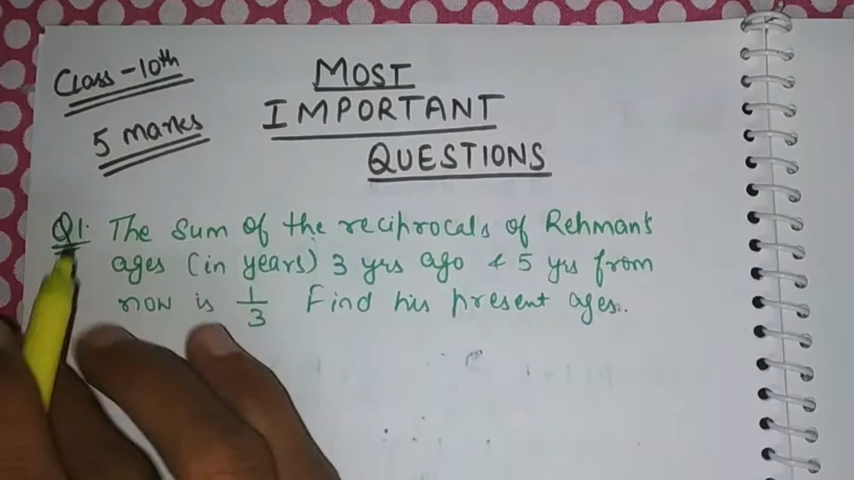 Class-10th
5 marks
MOST
IMPORTANT
QUESTIONS
Q1. The sum of the reciprocals of Rehman's
ages (in years) 3 yrs ago & 5 yrs from
now is 1/3 Find his present ages.